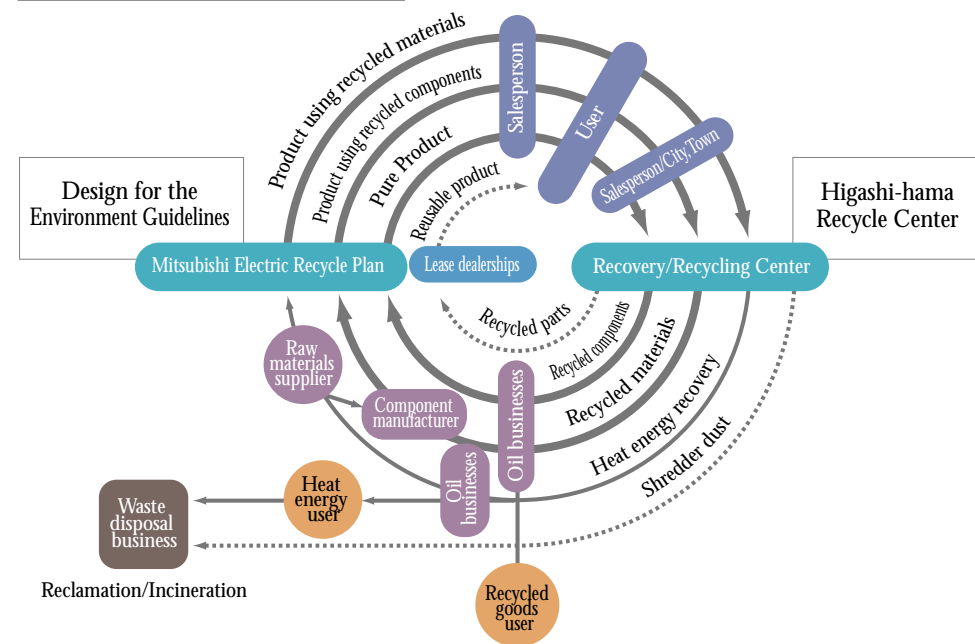 Product using recycled materials
Product using recycled components
Pure Product
Reusable product
Salesperson
User
Salesperson/City,Town
Design for the
Environment Guidelines
Higashi-hama
Recycle Center
Mitsubishi Electric Recycle Plan
Lease dealerships
Recovery/Recycling Center
Recycled parts
Recycled components
Recycled materials
Heat energy recovery
Shredder dust
Raw
materials
supplier
Component
manufacturer
Oil businesses
Oil
businesses
Heat
energy
user
Waste
disposal
business
Reclamation/Incineration
Recycled
goods
user